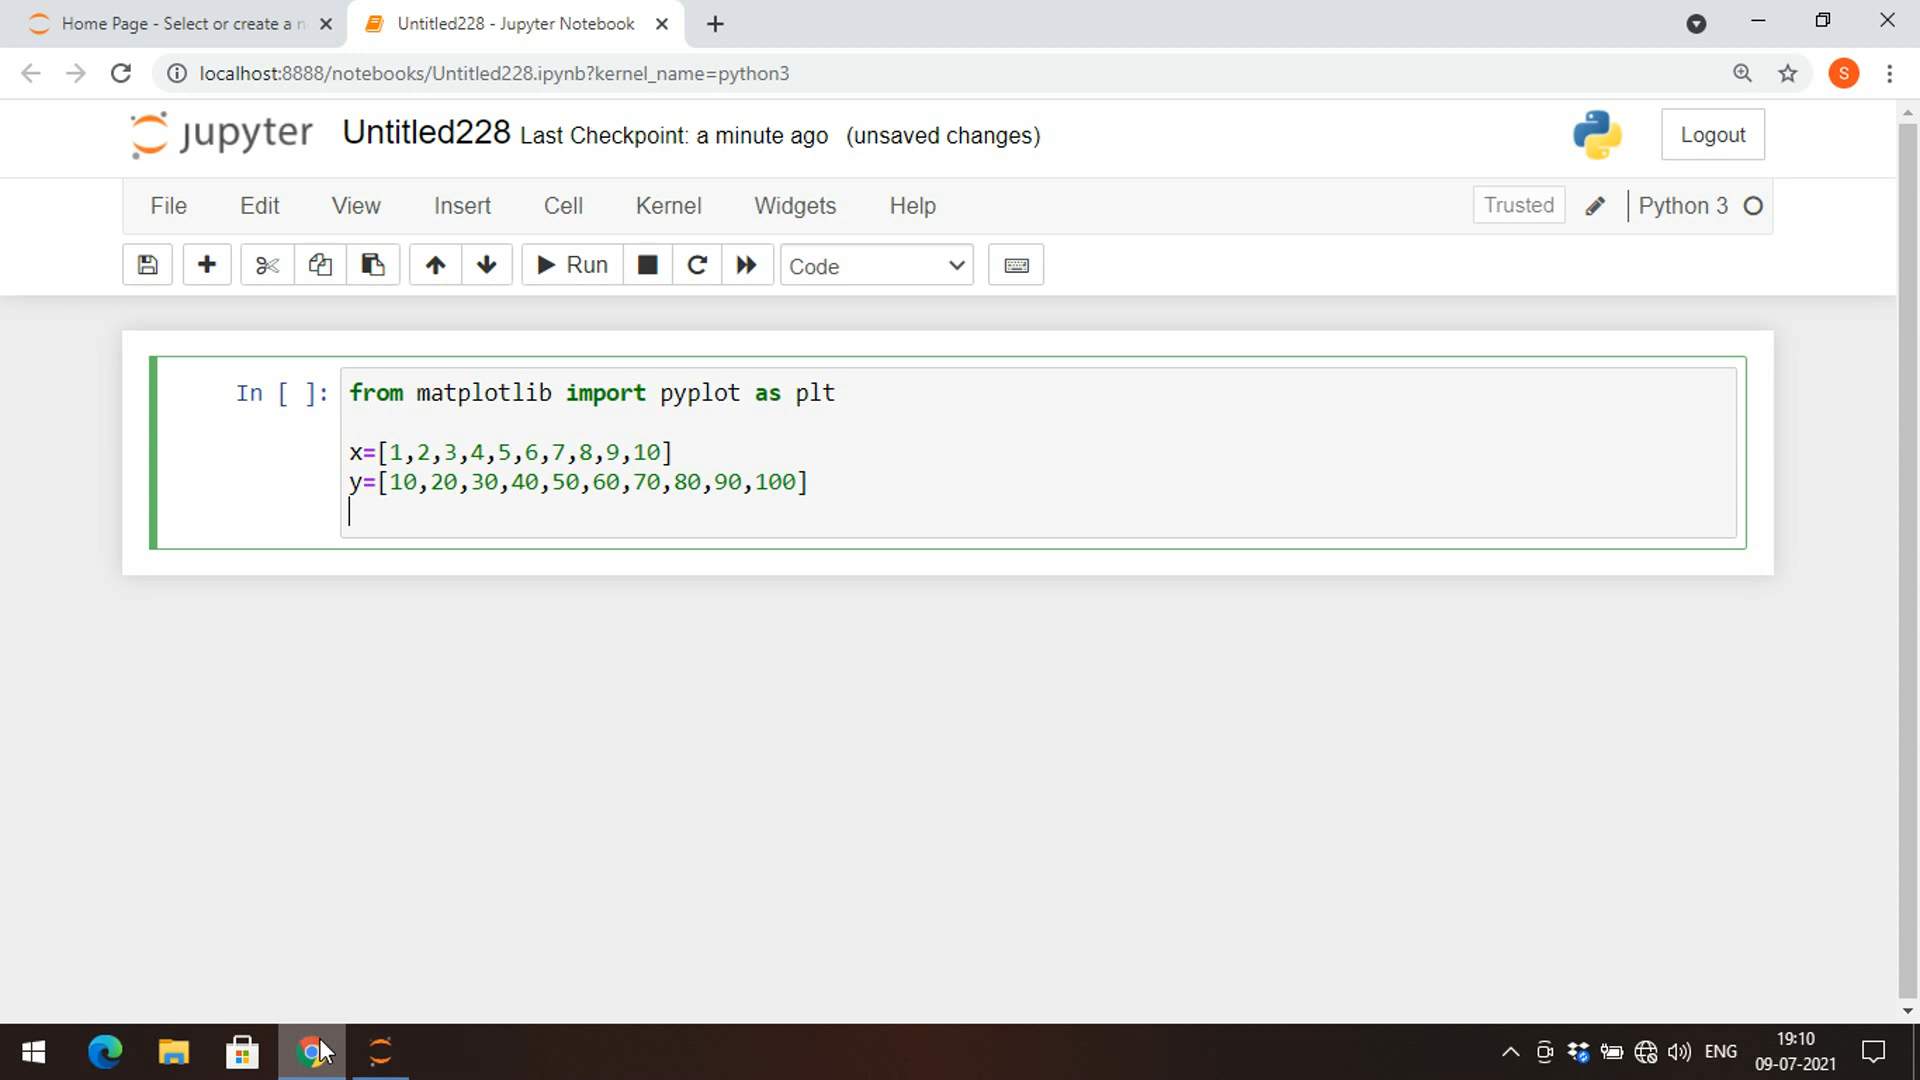 Home Page - Select or create a n
Untitled228 - Jupyter Notebook
localhost:8888/notebooks/Untitled228.ipynb?kernel_name=python3
S
jupyter Untitled228 Last Checkpoint: a minute ago (unsaved changes)
Logout
File Edit View Insert Cell Kernel Widgets Help
Trusted Python 3
Run Code
In [ ]: from matplotlib import pyplot as plt
x=[1,2,3,4,5,6,7,8,9,10]
y=[10,20,30,40,50,60,70,80,90,100]
ENG
19:10
09-07-2021